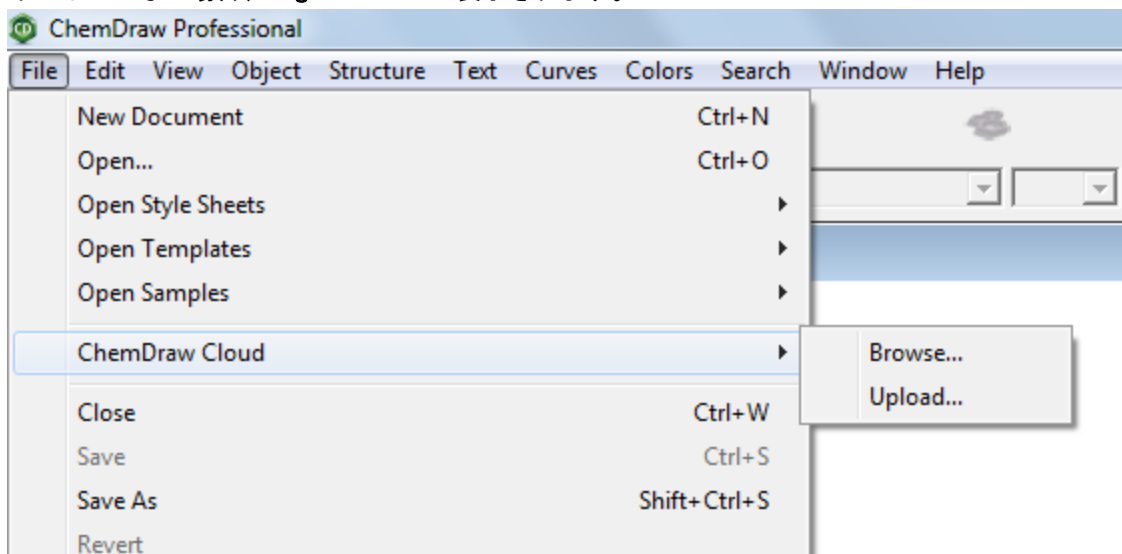 ChemDraw Professional
File Edit View Object Structure Text Curves Colors Search Window Help
New Document Ctrl+N
Open... Ctrl+O
Open Style Sheets
Open Templates
Open Samples
ChemDraw Cloud
Browse...
Upload...
Close Ctrl+W
Save Ctrl+S
Save As Shift+Ctrl+S
Revert